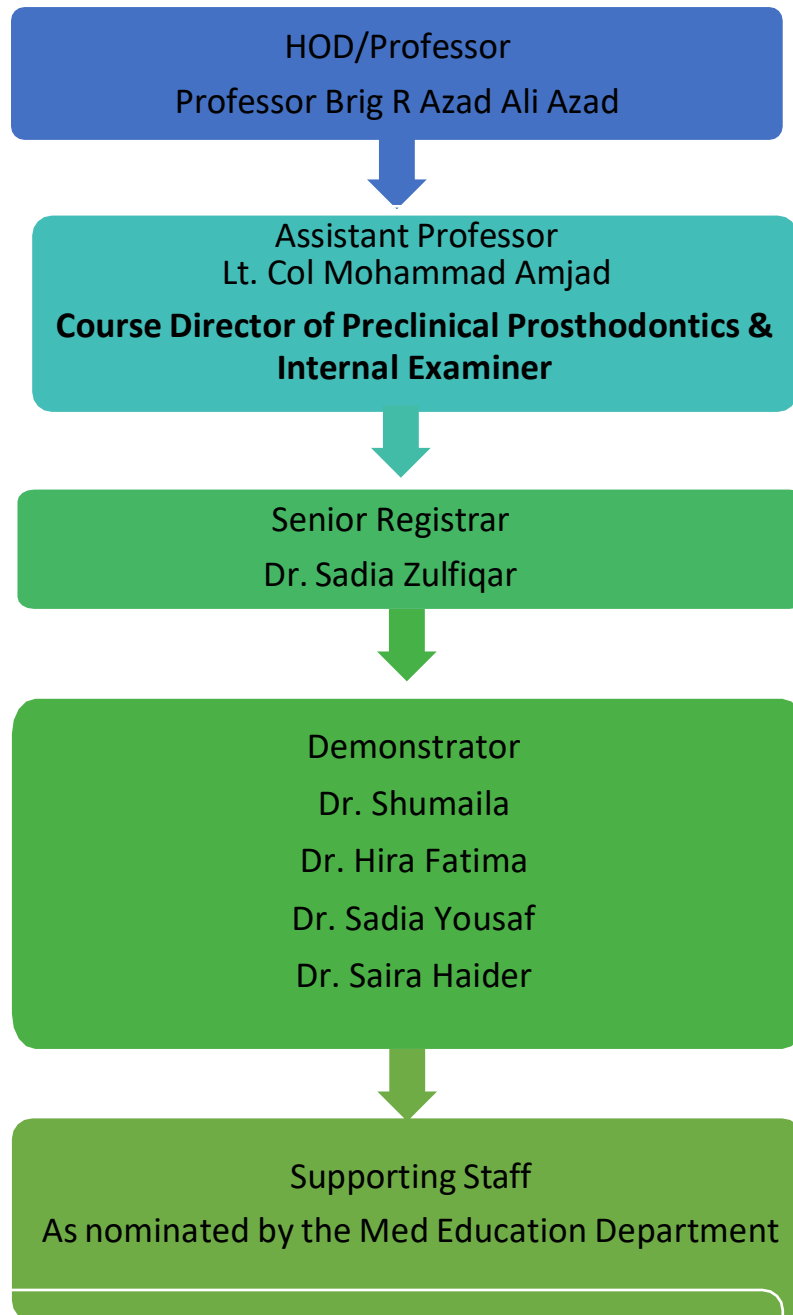 HOD/Professor
Professor Brig R Azad Ali Azad
Assistant Professor
Lt. Col Mohammad Amjad
Course Director of Preclinical Prosthodontics &
Internal Examiner
Senior Registrar
Dr. Sadia Zulfiqar
Demonstrator
Dr. Shumaila
Dr. Hira Fatima
Dr. Sadia Yousaf
Dr. Saira Haider
Supporting Staff
As nominated by the Med Education Department